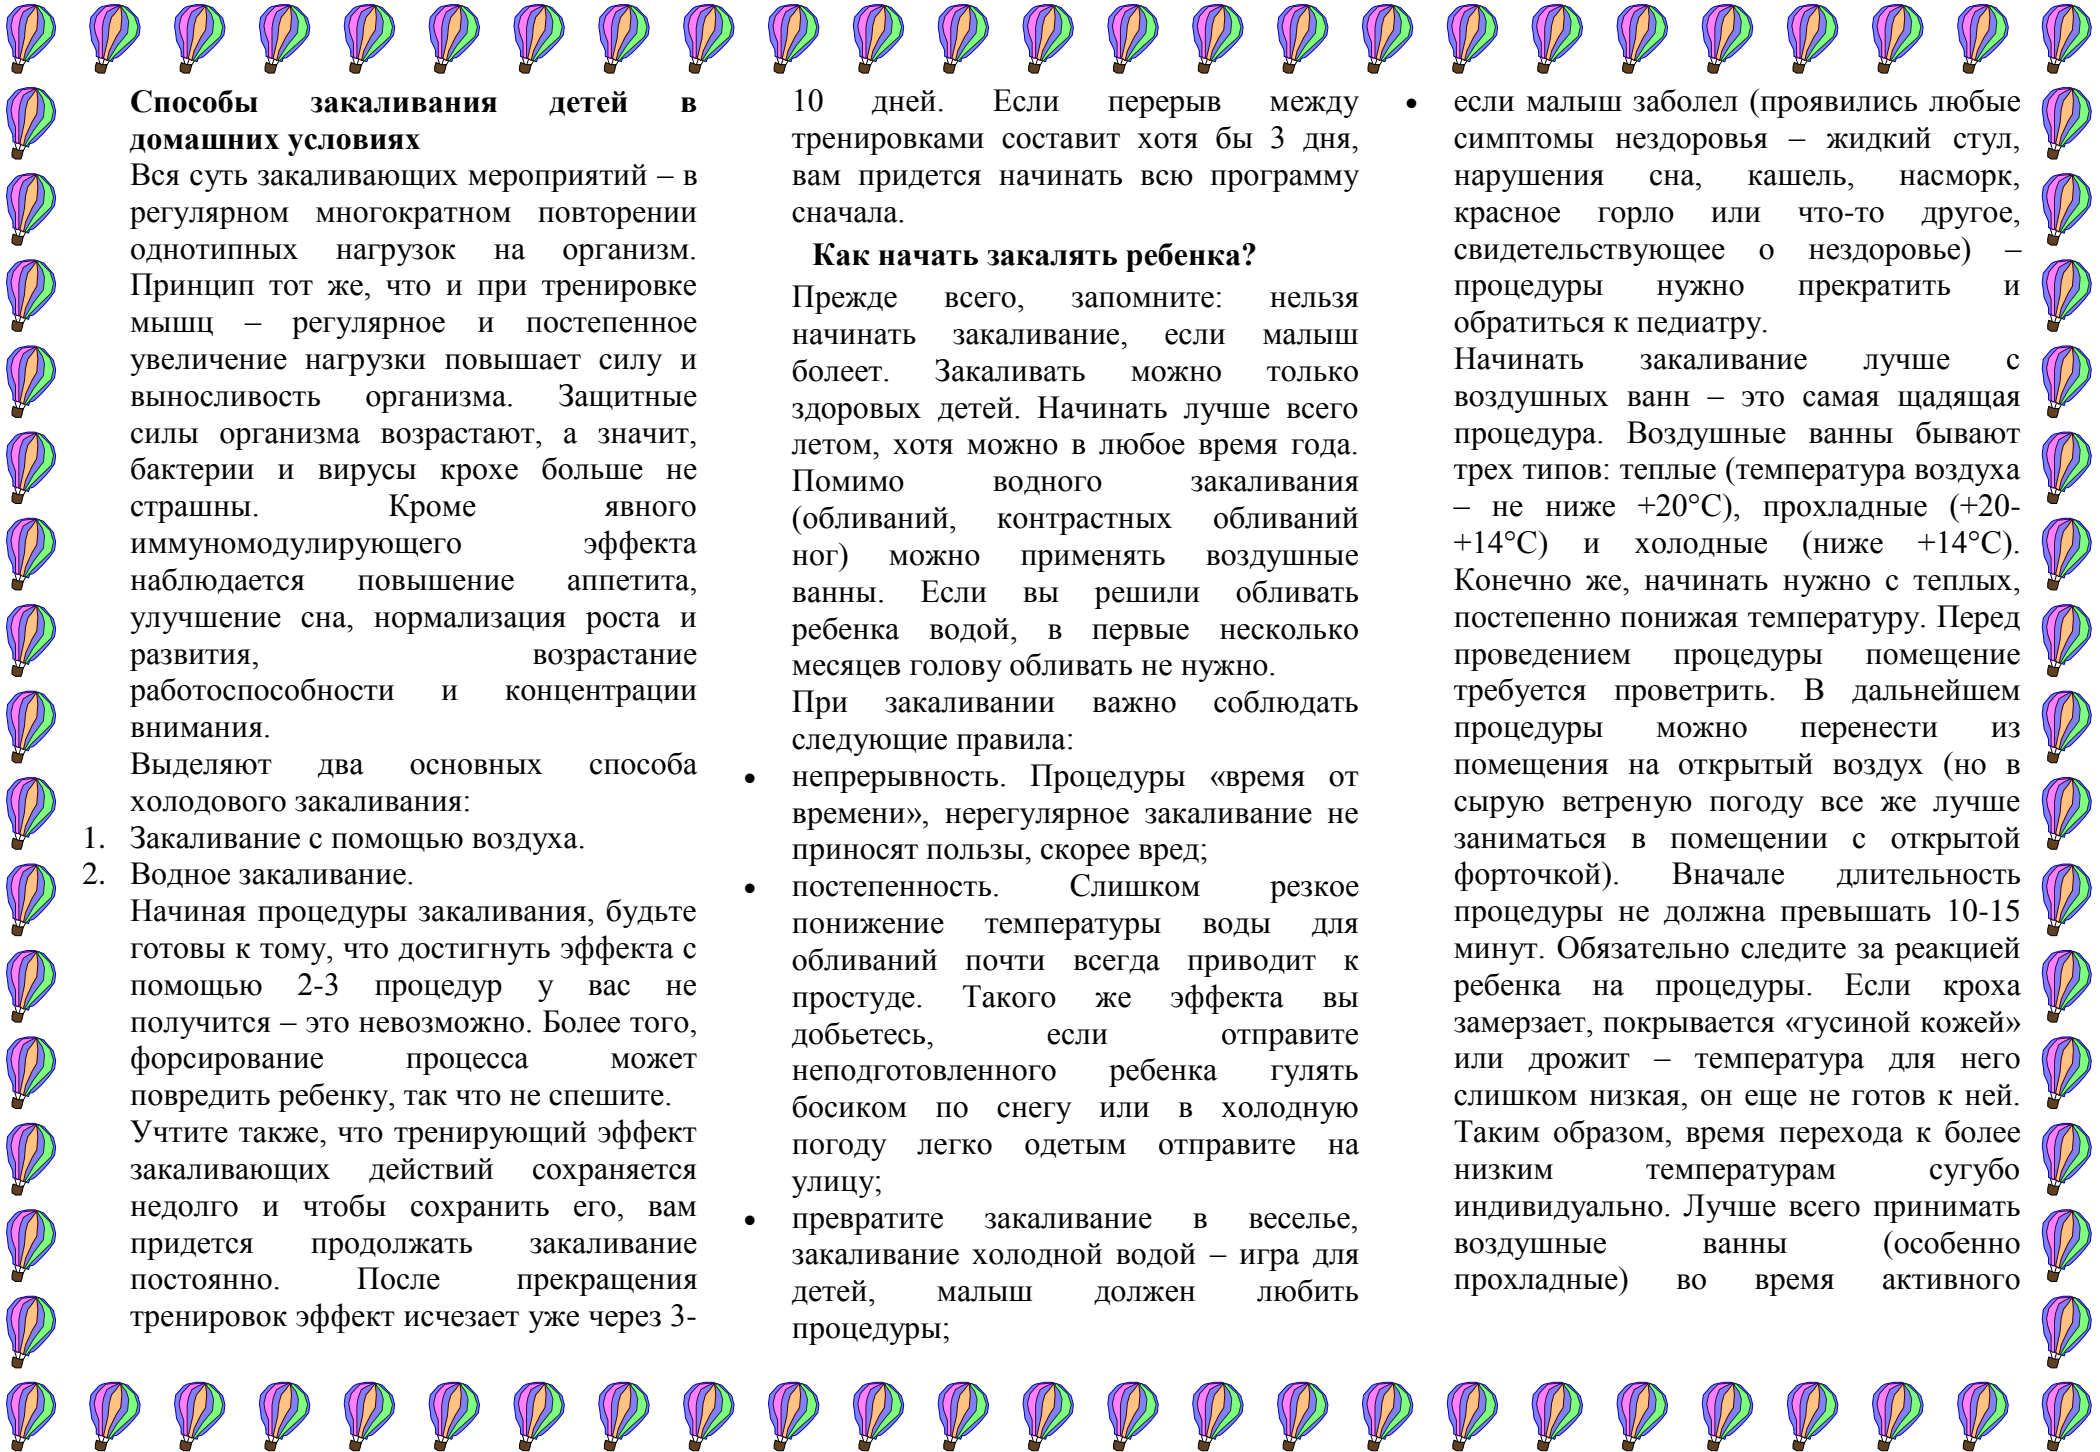 Способы закаливания детей в
домашних условиях
Вся суть закаливающих мероприятий – в
регулярном многократном повторении
однотипных нагрузок на организм.
Принцип тот же, что и при тренировке
мышц – регулярное и постепенное
увеличение нагрузки повышает силу и
выносливость организма. Защитные
силы организма возрастают, а значит,
бактерии и вирусы крохе больше не
страшны. Кроме явного
иммуномодулирующего эффекта
наблюдается повышение аппетита,
улучшение сна, нормализация роста и
развития, возрастание
работоспособности и концентрации
внимания.
Выделяют два основных способа
холодового закаливания:
1. Закаливание с помощью воздуха.
2. Водное закаливание.
Начиная процедуры закаливания, будьте
готовы к тому, что достигнуть эффекта с
помощью 2-3 процедур у вас не
получится – это невозможно. Более того,
форсирование процесса может
повредить ребенку, так что не спешите.
Учтите также, что тренирующий эффект
закаливающих действий сохраняется
недолго и чтобы сохранить его, вам
придется продолжать закаливание
постоянно. После прекращения
тренировок эффект исчезает уже через 3-
10 дней. Если перерыв между
тренировками составит хотя бы 3 дня,
вам придется начинать всю программу
сначала.
Как начать закалять ребенка?
Прежде всего, запомните: нельзя
начинать закаливание, если малыш
болеет. Закаливать можно только
здоровых детей. Начинать лучше всего
летом, хотя можно в любое время года.
Помимо водного закаливания
(обливаний, контрастных обливаний
ног) можно применять воздушные
ванны. Если вы решили обливать
ребенка водой, в первые несколько
месяцев голову обливать не нужно.
При закаливании важно соблюдать
следующие правила:
• непрерывность. Процедуры «время от
времени», нерегулярное закаливание не
приносят пользы, скорее вред;
• постепенность. Слишком резкое
понижение температуры воды для
обливаний почти всегда приводит к
простуде. Такого же эффекта вы
добьетесь, если отправите
неподготовленного ребенка гулять
босиком по снегу или в холодную
погоду легко одетым отправите на
улицу;
• превратите закаливание в веселье,
закаливание холодной водой – игра для
детей, малыш должен любить
процедуры;
• если малыш заболел (проявились любые
симптомы нездоровья – жидкий стул,
нарушения сна, кашель, насморк,
красное горло или что-то другое,
свидетельствующее о нездоровье) –
процедуры нужно прекратить и
обратиться к педиатру.
Начинать закаливание лучше с
воздушных ванн – это самая щадящая
процедура. Воздушные ванны бывают
трех типов: теплые (температура воздуха
– не ниже +20°С), прохладные (+20-
+14°С) и холодные (ниже +14°С).
Конечно же, начинать нужно с теплых,
постепенно понижая температуру. Перед
проведением процедуры помещение
требуется проветрить. В дальнейшем
процедуры можно перенести из
помещения на открытый воздух (но в
сырую ветреную погоду все же лучше
заниматься в помещении с открытой
форточкой). Вначале длительность
процедуры не должна превышать 10-15
минут. Обязательно следите за реакцией
ребенка на процедуры. Если кроха
замерзает, покрывается «гусиной кожей»
или дрожит – температура для него
слишком низкая, он еще не готов к ней.
Таким образом, время перехода к более
низким температурам сугубо
индивидуально. Лучше всего принимать
воздушные ванны (особенно
прохладные) во время активного